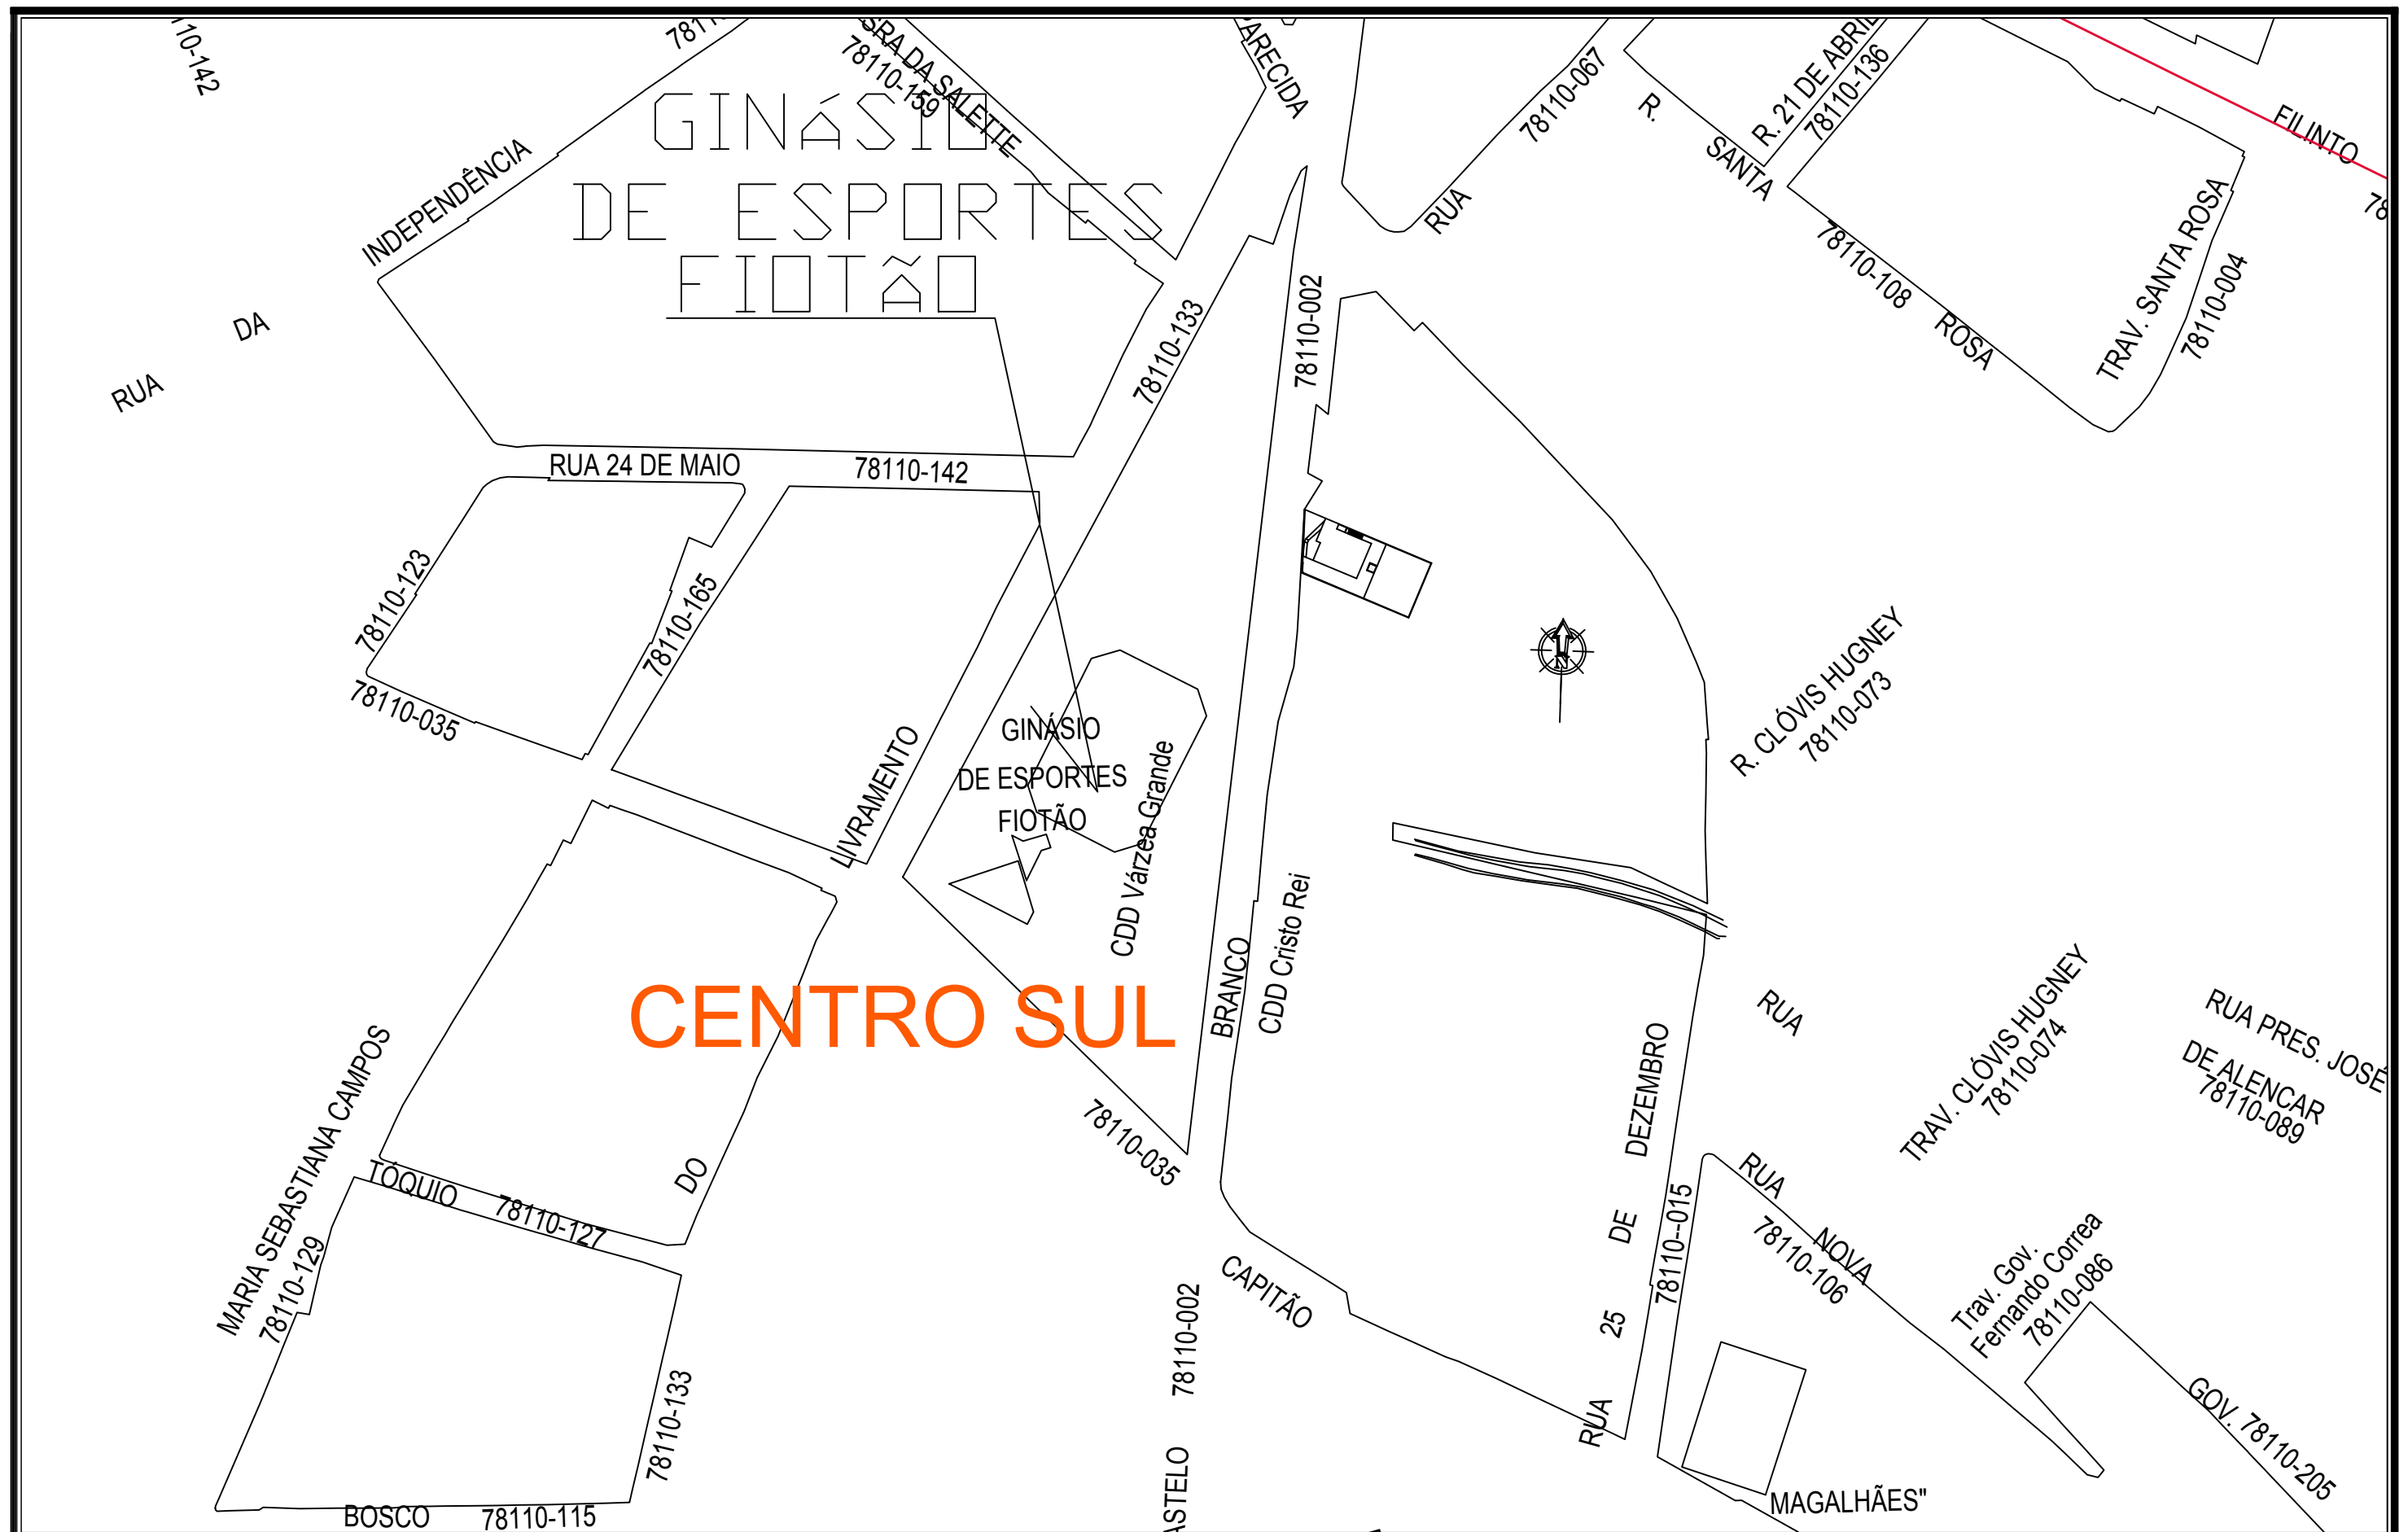 10-142
7811
SRA DA SALETTE
78110-159
ARECIDA
78110-067
RUA
R. 21 DE ABRIL
78110-136
R.
SANTA
ROSA
78110-108
FILINTO
78
TRAV. SANTA ROSA
78110-004
GINáSIO
DE ESPORTES
FIOTÃO
INDEPENDÊNCIA
DA
RUA
78110-133
78110-002
RUA 24 DE MAIO
78110-142
78110-123
78110-165
78110-035
LIVRAMENTO
GINÁSIO
DE ESPORTES
FIOTÃO
CDD Várzea Grande
N
R. CLÓVIS HUGNEY
78110-073
CENTRO SUL
BRANCO
CDD Cristo Rei
RUA
TRAV. CLÓVIS HUGNEY
78110-074
RUA PRES. JOSÉ
DE ALENCAR
78110-089
MARIA SEBASTIANA CAMPOS
78110-129
TÓQUIO
78110-127
DO
78110-035
DEZEMBRO
DE
25
RUA
78110--015
RUA
NOVA
78110-106
Trav. Gov.
Fernando Correa
78110-086
CAPITÃO
78110-002
78110-133
GOV. 78110-205
BOSCO
78110-115
ASTELO
MAGALHÃES"